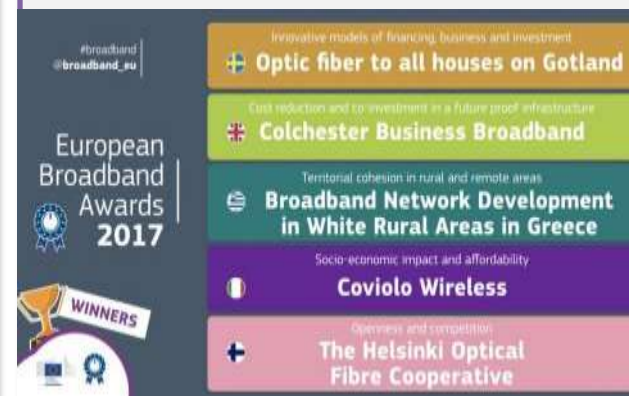 #broadband
@broadband_eu
European
Broadband
Awards
2017
WINNERS
Innovative models of financing, business and investment
Optic fiber to all houses on Gotland
Cost reduction and co-investment in a future proof infrastructure
Colchester Business Broadband
Territorial cohesion in rural and remote areas
Broadband Network Development
in White Rural Areas in Greece
Socio-economic impact and affordability
Coviolo Wireless
Openness and competition
The Helsinki Optical
Fibre Cooperative